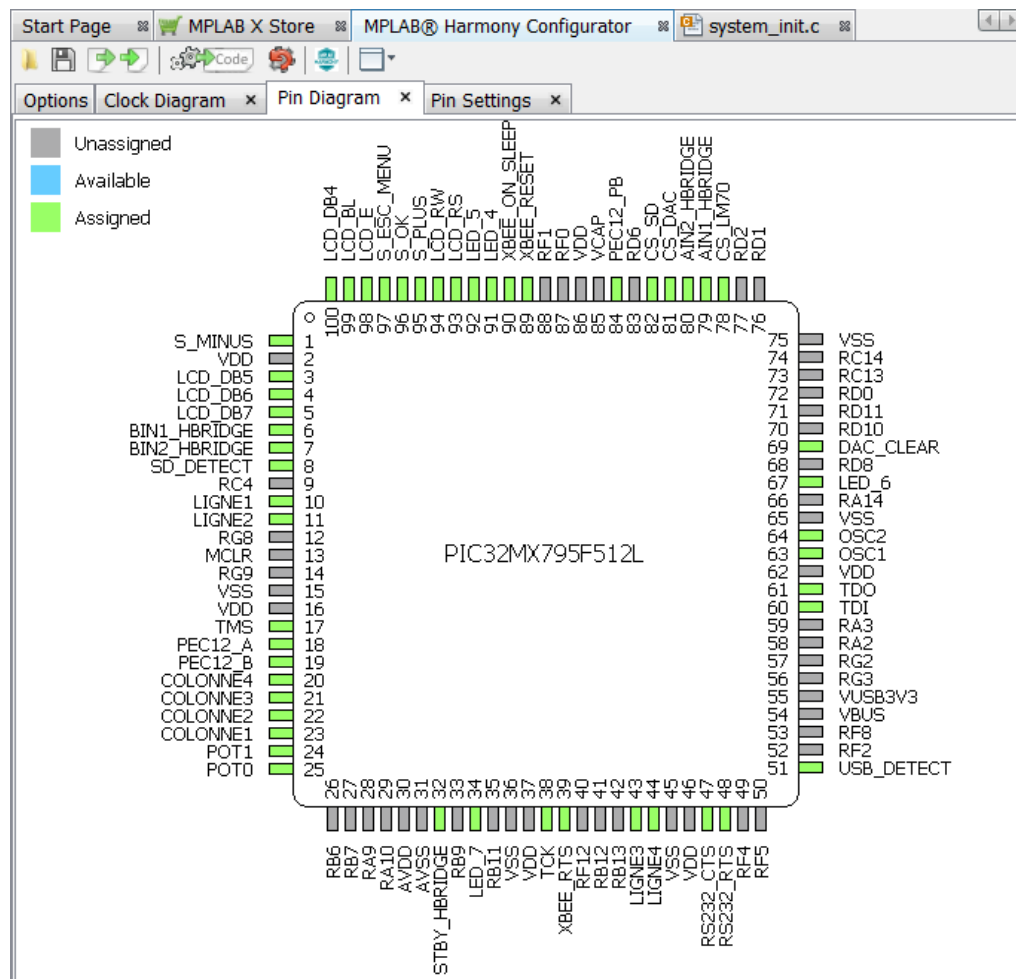 Start Page MPLAB X Store MPLAB® Harmony Configurator system_init.c
Code
Options Clock Diagram × Pin Diagram × Pin Settings ×
Unassigned
Available
Assigned
LCD_DB4
LCD_BL
LCD_E
S_ESC_MENU
S_OK
S_PLUS
LCD_RW
LCD_RS
LED_5
LED_4
XBEE_ON_SLEEP
XBEE_RESET
RF1
RF0
VDD
VCAP
PEC12_PB
RD6
CS_SD
CS_DAC
AIN2_HBRIDGE
AIN1_HBRIDGE
CS_LM70
RD2
RD1
100 99 98 97 96 95 94 93 92 91 90 89 88 87 86 85 84 83 82 81 80 79 78 77 76
S_MINUS 1
VDD 2
LCD_DB5 3
LCD_DB6 4
LCD_DB7 5
BIN1_HBRIDGE 6
BIN2_HBRIDGE 7
SD_DETECT 8
RC4 9
LIGNE1 10
LIGNE2 11
RG8 12
MCLR 13
RG9 14
VSS 15
VDD 16
TMS 17
PEC12_A 18
PEC12_B 19
COLONNE4 20
COLONNE3 21
COLONNE2 22
COLONNE1 23
POT1 24
POT0 25
PIC32MX795F512L
75 VSS
74 RC14
73 RC13
72 RD0
71 RD11
70 RD10
69 DAC_CLEAR
68 RD8
67 LED_6
66 RA14
65 VSS
64 OSC2
63 OSC1
62 VDD
61 TDO
60 TDI
59 RA3
58 RA2
57 RG2
56 RG3
55 VUSB3V3
54 VBUS
53 RF8
52 RF2
51 USB_DETECT
26 27 28 29 30 31 32 33 34 35 36 37 38 39 40 41 42 43 44 45 46 47 48 49 50
RB6
RB7
RA9
RA10
AVDD
AVSS
STBY_HBRIDGE
RB9
LED_7
RB11
VSS
VDD
TCK
XBEE_RTS
RF12
RB12
RB13
LIGNE3
LIGNE4
VSS
VDD
RS232_CTS
RS232_RTS
RF4
RF5